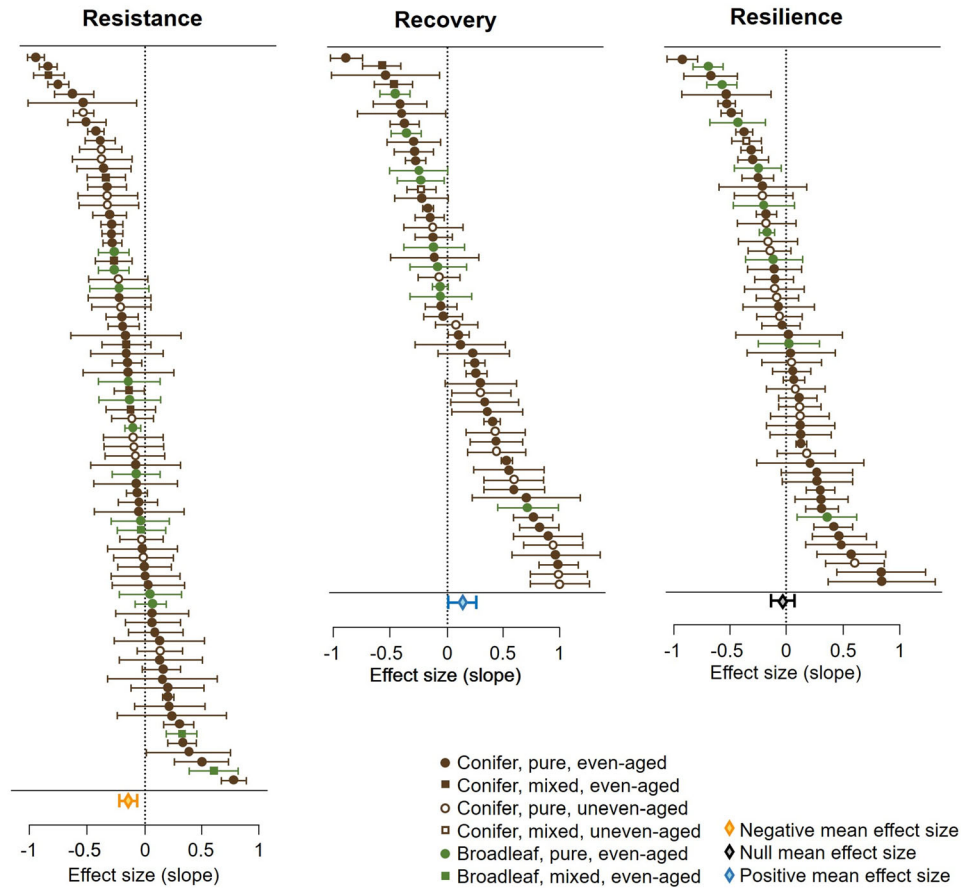 Resistance
Recovery
Resilience
-1 -0.5 0 0.5 1
Effect size (slope)
-1 -0.5 0 0.5 1
Effect size (slope)
-1 -0.5 0 0.5 1
Effect size (slope)
Conifer, pure, even-aged
Conifer, mixed, even-aged
Conifer, pure, uneven-aged
Conifer, mixed, uneven-aged
Broadleaf, pure, even-aged
Broadleaf, mixed, even-aged
Negative mean effect size
Null mean effect size
Positive mean effect size